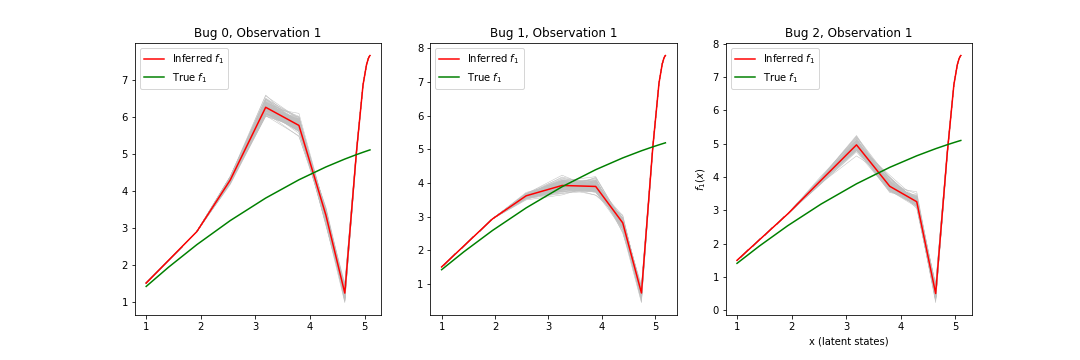 Bug 0, Observation 1
Inferred f₁
True f₁
7
6
5
4
3
2
1
1 2 3 4 5
Bug 1, Observation 1
Inferred f₁
True f₁
8
7
6
5
4
3
2
1
1 2 3 4 5
Bug 2, Observation 1
Inferred f₁
True f₁
f₁(x)
8
7
6
5
4
3
2
1
0
1 2 3 4 5
x (latent states)